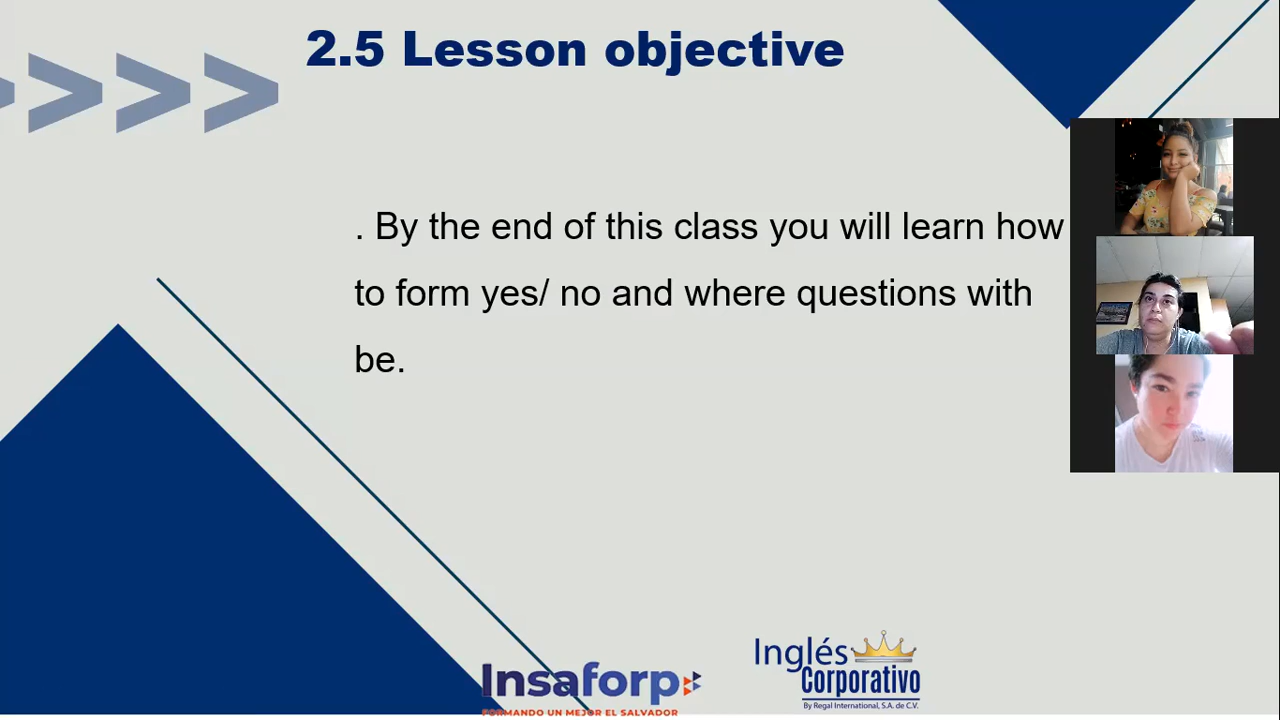 2.5 Lesson objective
. By the end of this class you will learn how
to form yes/ no and where questions with
be.
Insaforp
FORMANDO UN MEJOR EL SALVADOR
Inglés
Corporativo
By Regal International, S.A. de C.V.